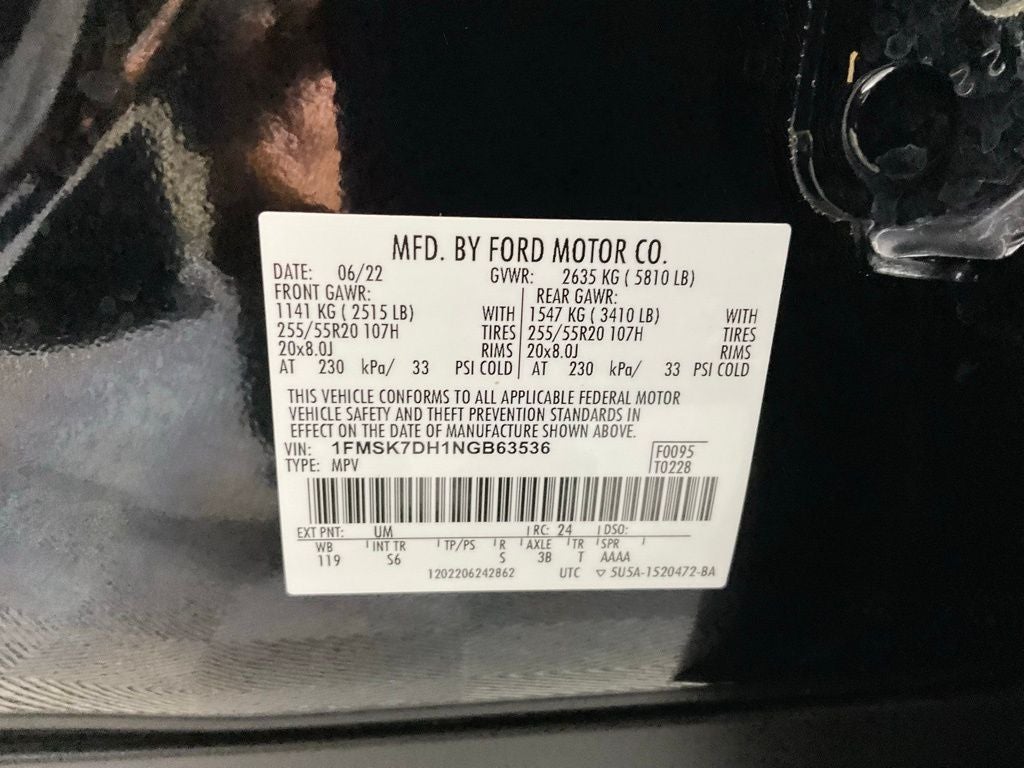 MFD. BY FORD MOTOR CO.
DATE: 06/22 GVWR: 2635 KG ( 5810 LB)
FRONT GAWR: REAR GAWR:
1141 KG ( 2515 LB) WITH 1547 KG ( 3410 LB) WITH
255/55R20 107H TIRES 255/55R20 107H TIRES
20x8.0J RIMS 20x8.0J RIMS
AT 230 kPa/ 33 PSI COLD AT 230 kPa/ 33 PSI COLD
THIS VEHICLE CONFORMS TO ALL APPLICABLE FEDERAL MOTOR
VEHICLE SAFETY AND THEFT PREVENTION STANDARDS IN
EFFECT ON THE DATE OF MANUFACTURE SHOWN ABOVE.
VIN: 1FMSK7DH1NGB63536 F0095
TYPE: MPV T0228
EXT PNT: UM RC: 24 DSO:
WB INT TR TP/PS R AXLE TR SPR
119 S6 S 3B T AAAA
1202206242862 UTC ▽ 5U5A-1520472-BA